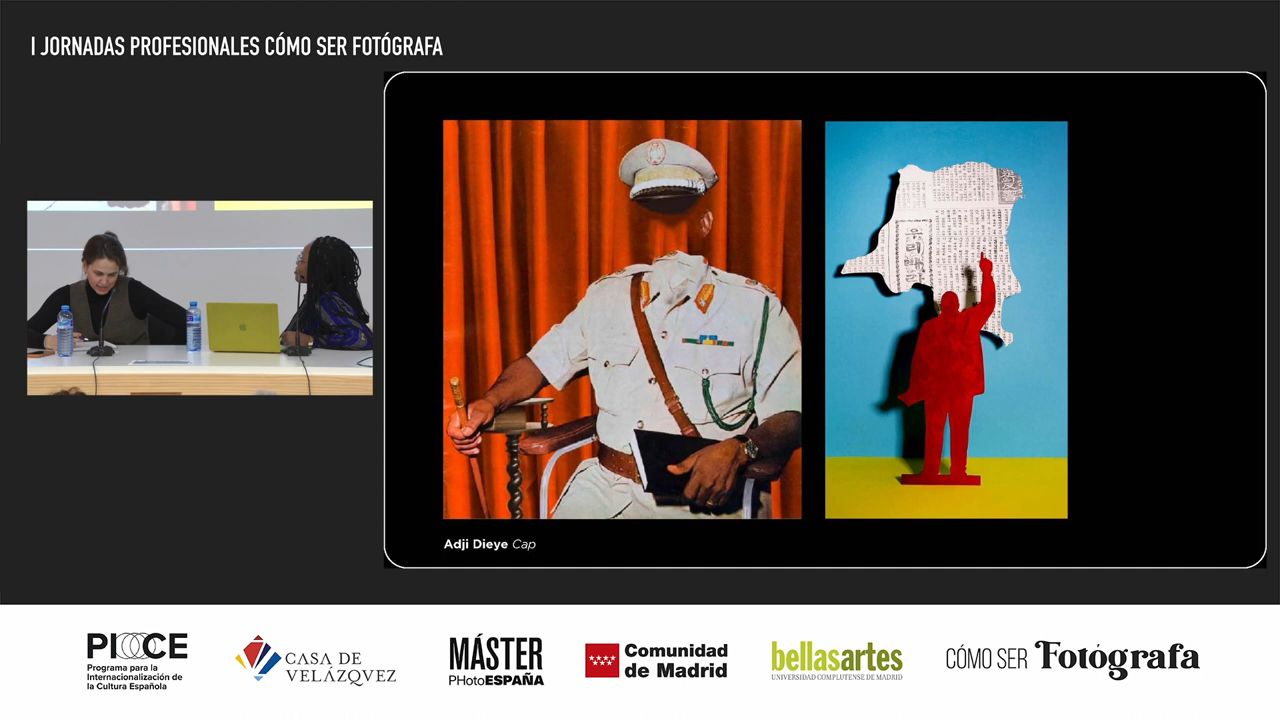 I JORNADAS PROFESIONALES CÓMO SER FOTÓGRAFA
Adji Dieye Cap
PICE
Programa para la
Internacionalización de
la Cultura Española
CASA DE
VELÁZQVEZ
MÁSTER
PHotoESPAÑA
Comunidad
de Madrid
bellasartes
UNIVERSIDAD COMPLUTENSE DE MADRID
CÓMO SER Fotógrafa